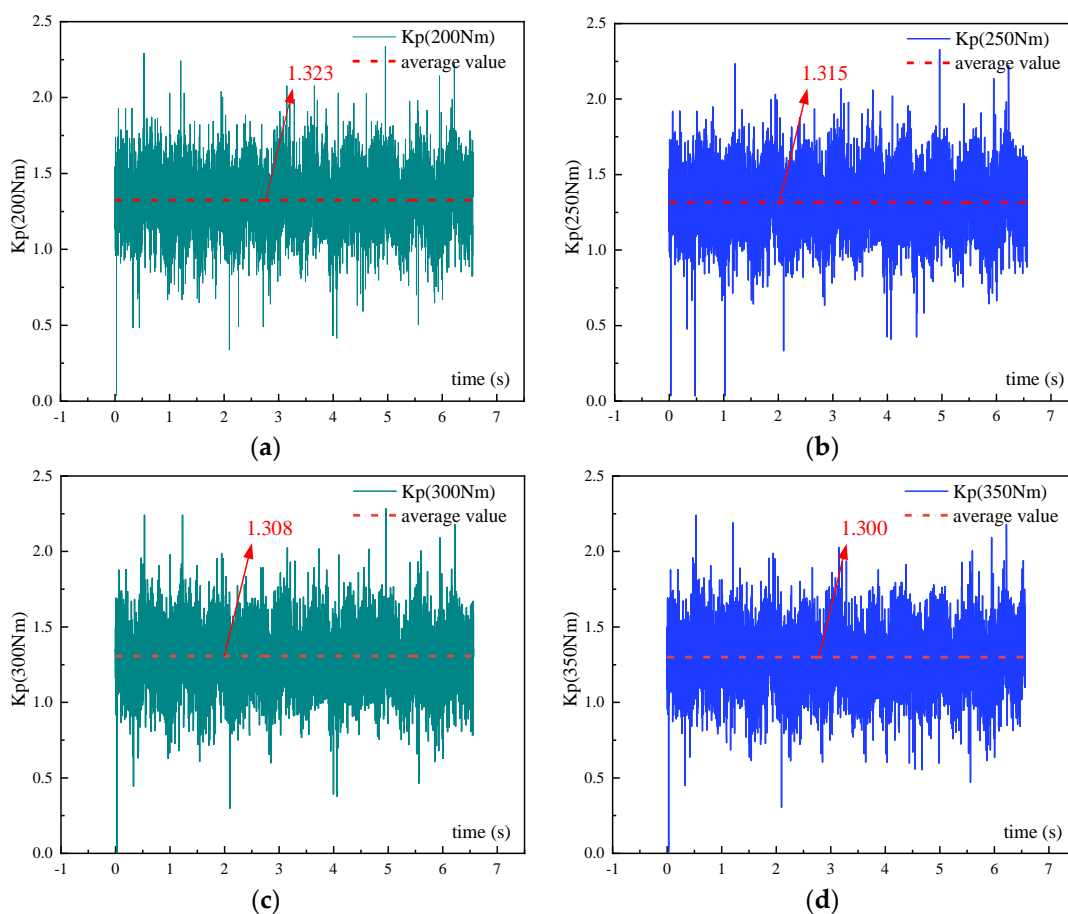 2.5
2.0
1.5
1.0
0.5
0.0
Kp(200Nm)
Kp(200Nm)
average value
1.323
time (s)
-1 0 1 2 3 4 5 6 7
(a)
2.5
2.0
1.5
1.0
0.5
0.0
Kp(250Nm)
Kp(250Nm)
average value
1.315
time (s)
-1 0 1 2 3 4 5 6 7
(b)
2.5
2.0
1.5
1.0
0.5
0.0
Kp(300Nm)
Kp(300Nm)
average value
1.308
time (s)
-1 0 1 2 3 4 5 6 7
(c)
2.5
2.0
1.5
1.0
0.5
0.0
Kp(350Nm)
Kp(350Nm)
average value
1.300
time (s)
-1 0 1 2 3 4 5 6 7
(d)